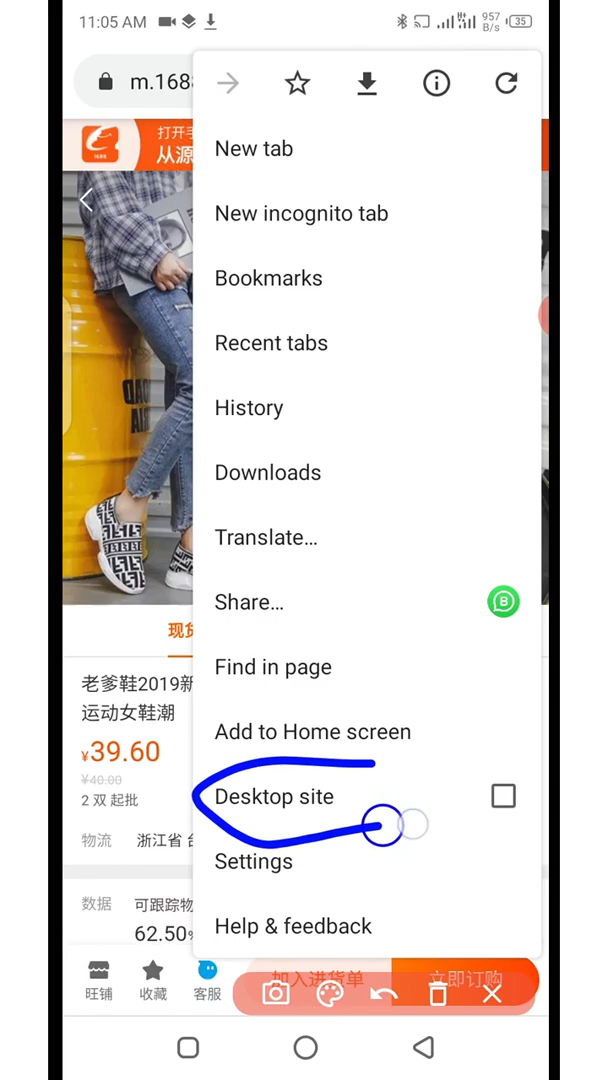 11:05 AM
957
B/s
35
m.168
打开手
从源
New tab
New incognito tab
Bookmarks
Recent tabs
History
Downloads
Translate...
Share...
B
Find in page
现货
Add to Home screen
老爹鞋2019新
运动女鞋潮
¥39.60
¥40.00
2 双 起批
Desktop site
物流 浙江省
Settings
数据 可跟踪物
62.50%
Help & feedback
旺铺
收藏
客服
加入进货单
立即订购